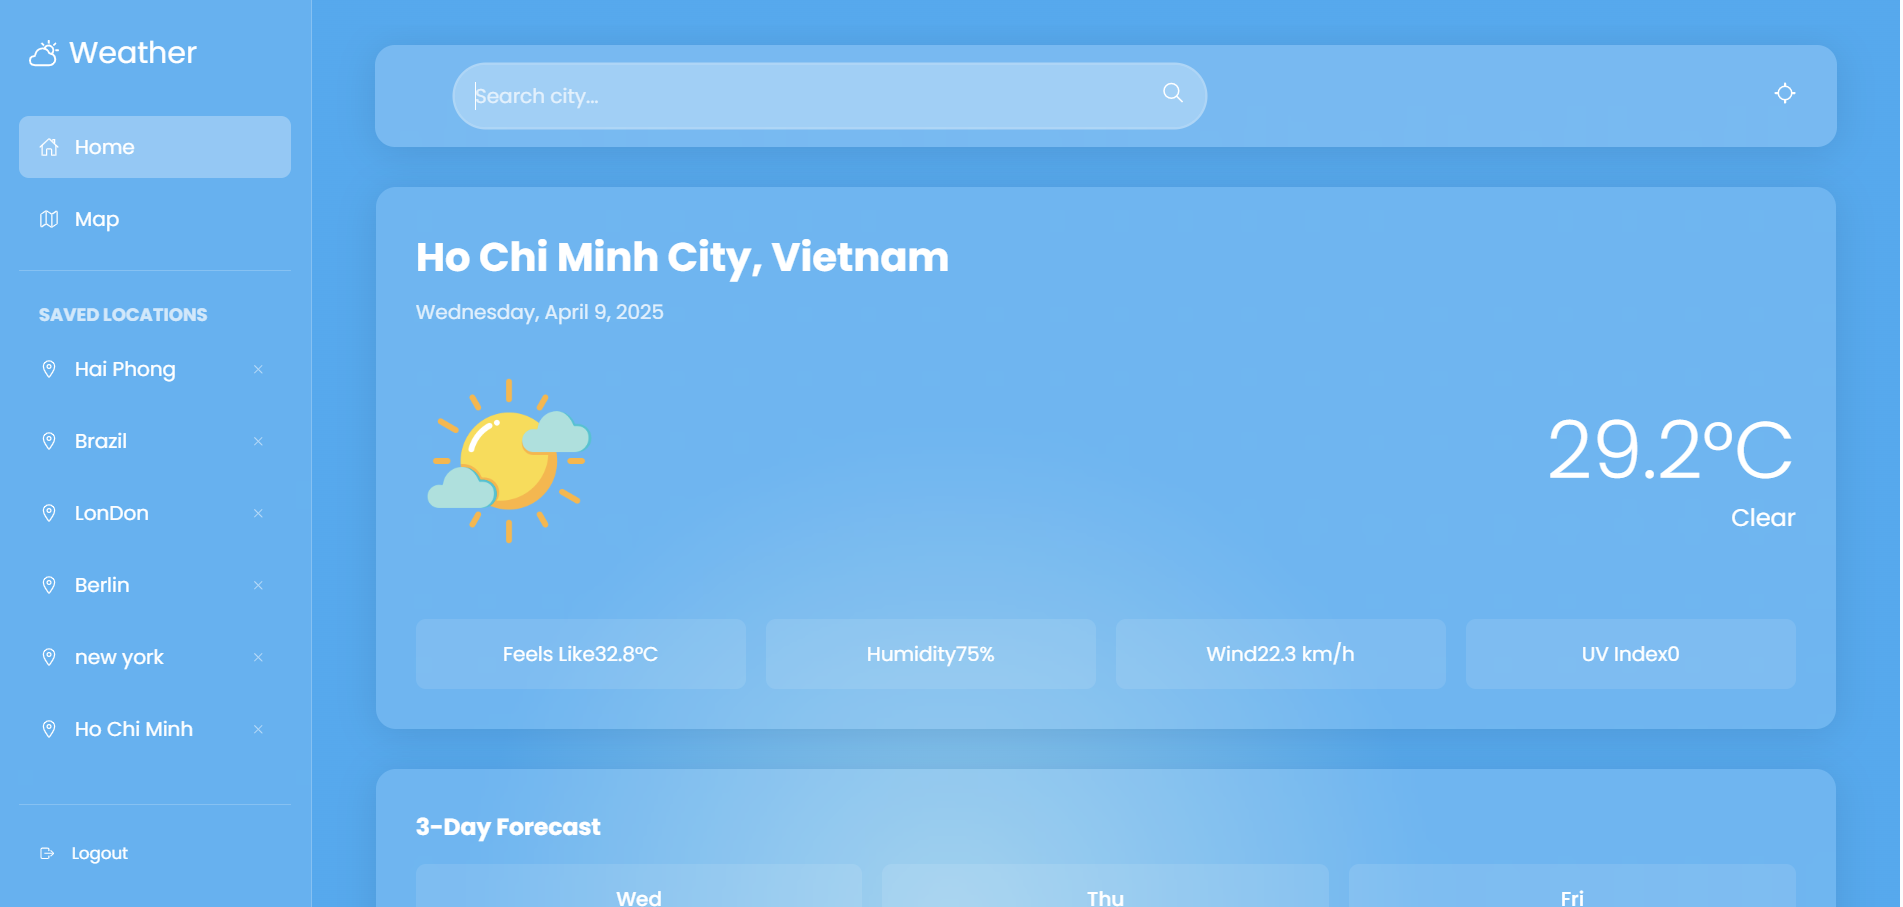 Weather
Home
Map
SAVED LOCATIONS
Hai Phong
Brazil
LonDon
Berlin
new york
Ho Chi Minh
Logout
Search city...
Ho Chi Minh City, Vietnam
Wednesday, April 9, 2025
29.2°C
Clear
Feels Like32.8°C
Humidity75%
Wind22.3 km/h
UV Index0
3-Day Forecast
Wed
Thu
Fri